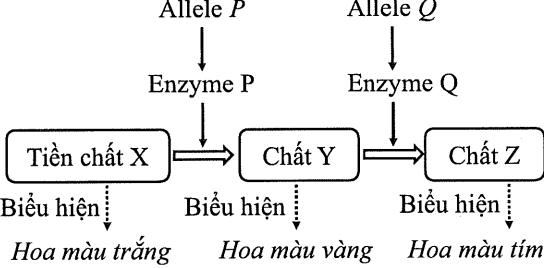 Allele P Allele Q
Enzyme P Enzyme Q
Tiền chất X Chất Y Chất Z
Biểu hiện Biểu hiện Biểu hiện
Hoa màu trắng Hoa màu vàng Hoa màu tím